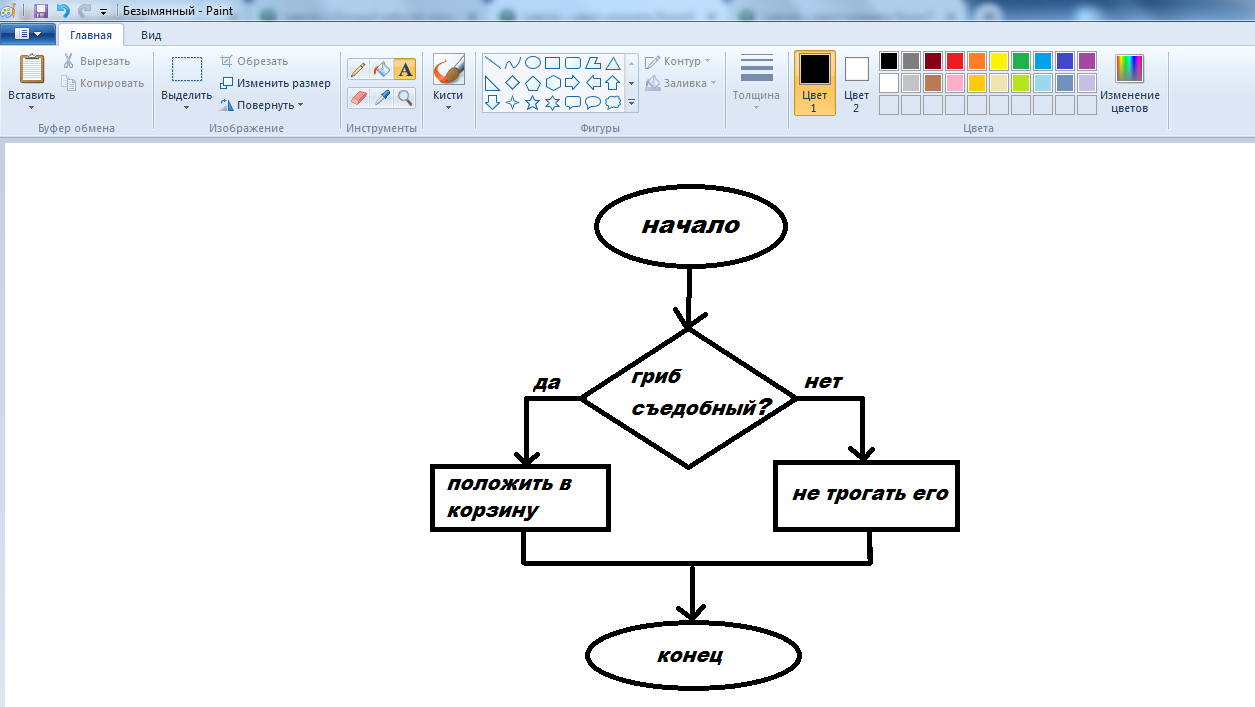 Безымянный - Paint
Главная
Вид
Вставить
Вырезать
Копировать
Буфер обмена
Выделить
Обрезать
Изменить размер
Повернуть
Изображение
A
Инструменты
Кисти
Фигуры
Контур
Заливка
Толщина
Цвет
1
Цвет
2
Изменение
цветов
Цвета
начало
да
гриб
съедобный?
нет
положить в
корзину
не трогать его
конец